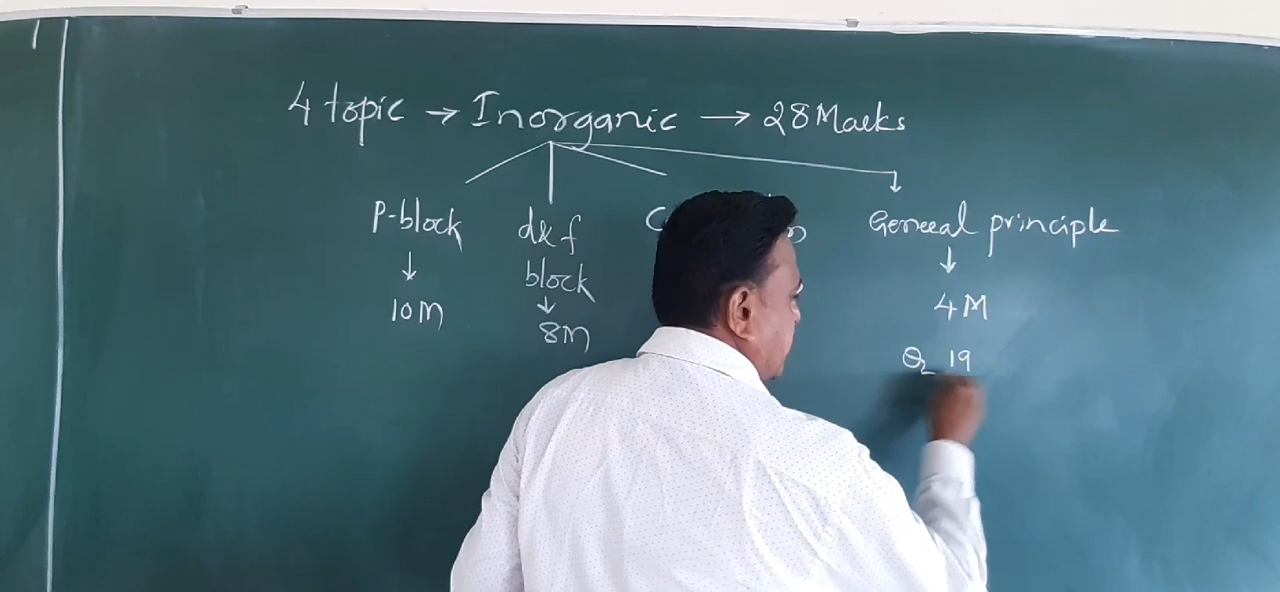 4 topic → Inorganic → 28 Marks
P-block
↓
10M
d&f
block
↓
8M
General principle
↓
4M
Q 19